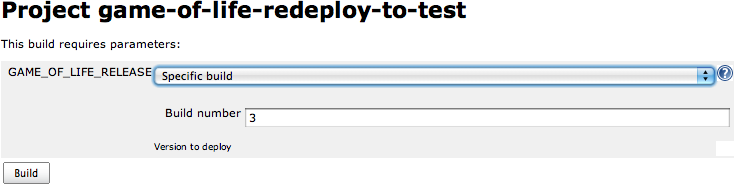 Project game-of-life-redeploy-to-test
This build requires parameters:
GAME_OF_LIFE_RELEASE Specific build ?
Build number 3
Version to deploy
Build